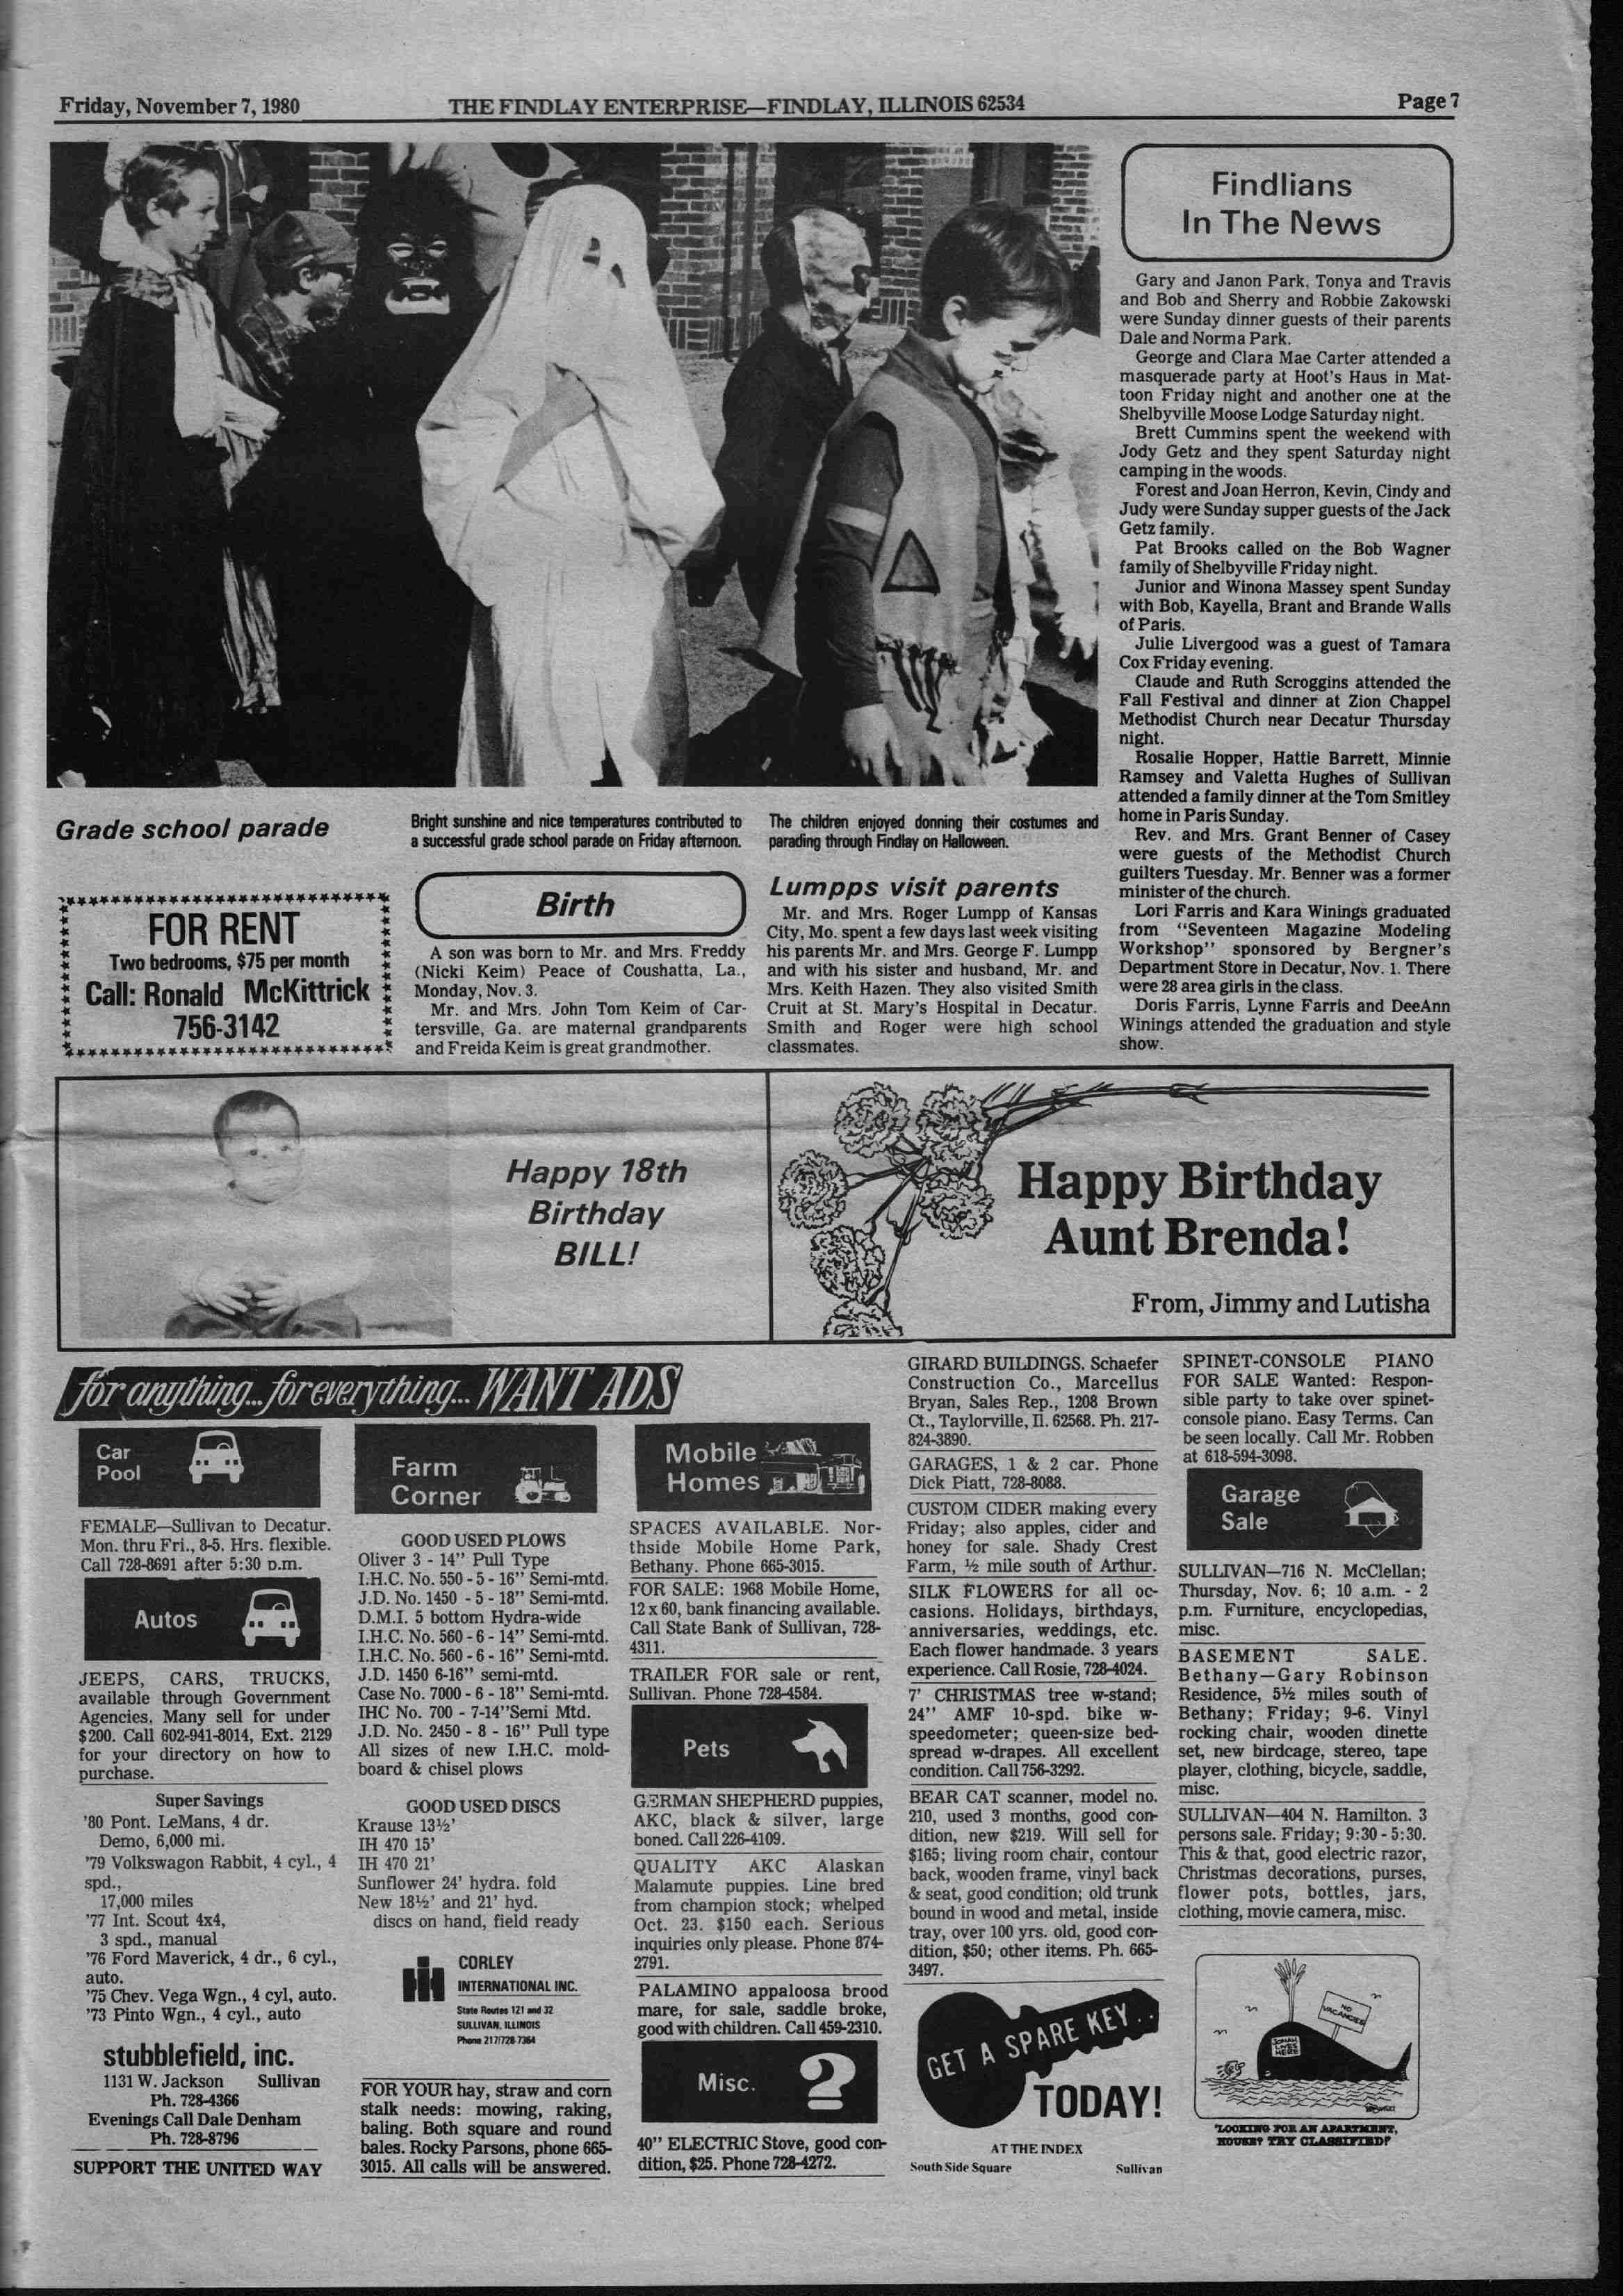 Friday, November 7, 1980
THE FINDLAY ENTERPRISE—FINDLAY, ILLINOIS 62534
Page 7
Grade school parade
Bright sunshine and nice temperatures contributed to
a successful grade school parade on Friday afternoon.
The children enjoyed donning their costumes and
parading through Findlay on Halloween.
FOR RENT
Two bedrooms, $75 per month
Call: Ronald McKittrick
756-3142
Birth
A son was born to Mr. and Mrs. Freddy
(Nicki Keim) Peace of Coushatta, La.,
Monday, Nov. 3.
Mr. and Mrs. John Tom Keim of Car-
tersville, Ga. are maternal grandparents
and Freida Keim is great grandmother.
Lumpps visit parents
Mr. and Mrs. Roger Lumpp of Kansas
City, Mo. spent a few days last week visiting
his parents Mr. and Mrs. George F. Lumpp
and with his sister and husband, Mr. and
Mrs. Keith Hazen. They also visited Smith
Cruit at St. Mary's Hospital in Decatur.
Smith and Roger were high school
classmates.
Findlians
In The News
Gary and Janon Park, Tonya and Travis
and Bob and Sherry and Robbie Zakowski
were Sunday dinner guests of their parents
Dale and Norma Park.
George and Clara Mae Carter attended a
masquerade party at Hoot's Haus in Mat-
toon Friday night and another one at the
Shelbyville Moose Lodge Saturday night.
Brett Cummins spent the weekend with
Jody Getz and they spent Saturday night
camping in the woods.
Forest and Joan Herron, Kevin, Cindy and
Judy were Sunday supper guests of the Jack
Getz family.
Pat Brooks called on the Bob Wagner
family of Shelbyville Friday night.
Junior and Winona Massey spent Sunday
with Bob, Kayella, Brant and Brande Walls
of Paris.
Julie Livergood was a guest of Tamara
Cox Friday evening.
Claude and Ruth Scroggins attended the
Fall Festival and dinner at Zion Chappel
Methodist Church near Decatur Thursday
night.
Rosalie Hopper, Hattie Barrett, Minnie
Ramsey and Valetta Hughes of Sullivan
attended a family dinner at the Tom Smitley
home in Paris Sunday.
Rev. and Mrs. Grant Benner of Casey
were guests of the Methodist Church
guilters Tuesday. Mr. Benner was a former
minister of the church.
Lori Farris and Kara Winings graduated
from "Seventeen Magazine Modeling
Workshop" sponsored by Bergner's
Department Store in Decatur, Nov. 1. There
were 28 area girls in the class.
Doris Farris, Lynne Farris and DeeAnn
Winings attended the graduation and style
show.
Happy 18th
Birthday
BILL!
Happy Birthday
Aunt Brenda!
From, Jimmy and Lutisha
for anything... for everything... WANT ADS
Car
Pool
FEMALE—Sullivan to Decatur.
Mon. thru Fri., 8-5. Hrs. flexible.
Call 728-8691 after 5:30 p.m.
Autos
JEEPS, CARS, TRUCKS,
available through Government
Agencies. Many sell for under
$200. Call 602-941-8014, Ext. 2129
for your directory on how to
purchase.
Super Savings
'80 Pont. LeMans, 4 dr.
Demo, 6,000 mi.
'79 Volkswagon Rabbit, 4 cyl., 4
spd.,
17,000 miles
'77 Int. Scout 4x4,
3 spd., manual
'76 Ford Maverick, 4 dr., 6 cyl.,
auto.
'75 Chev. Vega Wgn., 4 cyl, auto.
'73 Pinto Wgn., 4 cyl., auto
stubblefield, inc.
1131 W. Jackson Sullivan
Ph. 728-4366
Evenings Call Dale Denham
Ph. 728-8796
SUPPORT THE UNITED WAY
Farm
Corner
GOOD USED PLOWS
Oliver 3 - 14" Pull Type
I.H.C. No. 550 - 5 - 16" Semi-mtd.
J.D. No. 1450 - 5 - 18" Semi-mtd.
D.M.I. 5 bottom Hydra-wide
I.H.C. No. 560 - 6 - 14" Semi-mtd.
I.H.C. No. 560 - 6 - 16" Semi-mtd.
J.D. 1450 6-16" semi-mtd.
Case No. 7000 - 6 - 18" Semi-mtd.
IHC No. 700 - 7-14"Semi Mtd.
J.D. No. 2450 - 8 - 16" Pull type
All sizes of new I.H.C. mold-
board & chisel plows
GOOD USED DISCS
Krause 13½'
IH 470 15'
IH 470 21'
Sunflower 24' hydra. fold
New 18½' and 21' hyd.
discs on hand, field ready
CORLEY
INTERNATIONAL INC.
State Routes 121 and 32
SULLIVAN, ILLINOIS
Phone 217/728-7364
FOR YOUR hay, straw and corn
stalk needs: mowing, raking,
baling. Both square and round
bales. Rocky Parsons, phone 665-
3015. All calls will be answered.
Mobile
Homes
SPACES AVAILABLE. Nor-
thside Mobile Home Park,
Bethany. Phone 665-3015.
FOR SALE: 1968 Mobile Home,
12 x 60, bank financing available.
Call State Bank of Sullivan, 728-
4311.
TRAILER FOR sale or rent,
Sullivan. Phone 728-4584.
Pets
GERMAN SHEPHERD puppies,
AKC, black & silver, large
boned. Call 226-4109.
QUALITY AKC Alaskan
Malamute puppies. Line bred
from champion stock; whelped
Oct. 23. $150 each. Serious
inquiries only please. Phone 874-
2791.
PALAMINO appaloosa brood
mare, for sale, saddle broke,
good with children. Call 459-2310.
Misc. ?
40" ELECTRIC Stove, good con-
dition, $25. Phone 728-4272.
GIRARD BUILDINGS. Schaefer
Construction Co., Marcellus
Bryan, Sales Rep., 1208 Brown
Ct., Taylorville, Il. 62568. Ph. 217-
824-3890.
GARAGES, 1 & 2 car. Phone
Dick Piatt, 728-8088.
CUSTOM CIDER making every
Friday; also apples, cider and
honey for sale. Shady Crest
Farm, ½ mile south of Arthur.
SILK FLOWERS for all oc-
casions. Holidays, birthdays,
anniversaries, weddings, etc.
Each flower handmade. 3 years
experience. Call Rosie, 728-4024.
7' CHRISTMAS tree w-stand;
24" AMF 10-spd. bike w-
speedometer; queen-size bed-
spread w-drapes. All excellent
condition. Call 756-3292.
BEAR CAT scanner, model no.
210, used 3 months, good con-
dition, new $219. Will sell for
$165; living room chair, contour
back, wooden frame, vinyl back
& seat, good condition; old trunk
bound in wood and metal, inside
tray, over 100 yrs. old, good con-
dition, $50; other items. Ph. 665-
3497.
GET A SPARE KEY..
TODAY!
AT THE INDEX
South Side Square Sullivan
SPINET-CONSOLE PIANO
FOR SALE Wanted: Respon-
sible party to take over spinet-
console piano. Easy Terms. Can
be seen locally. Call Mr. Robben
at 618-594-3098.
Garage
Sale
SULLIVAN—716 N. McClellan;
Thursday, Nov. 6; 10 a.m. - 2
p.m. Furniture, encyclopedias,
misc.
BASEMENT SALE.
Bethany—Gary Robinson
Residence, 5½ miles south of
Bethany; Friday; 9-6. Vinyl
rocking chair, wooden dinette
set, new birdcage, stereo, tape
player, clothing, bicycle, saddle,
misc.
SULLIVAN—404 N. Hamilton. 3
persons sale. Friday; 9:30 - 5:30.
This & that, good electric razor,
Christmas decorations, purses,
flower pots, bottles, jars,
clothing, movie camera, misc.
NO
VACANCIES
JONAH
LIVES
HERE
"LOOKING FOR AN APARTMENT,
HOUSE? TRY CLASSIFIED!"